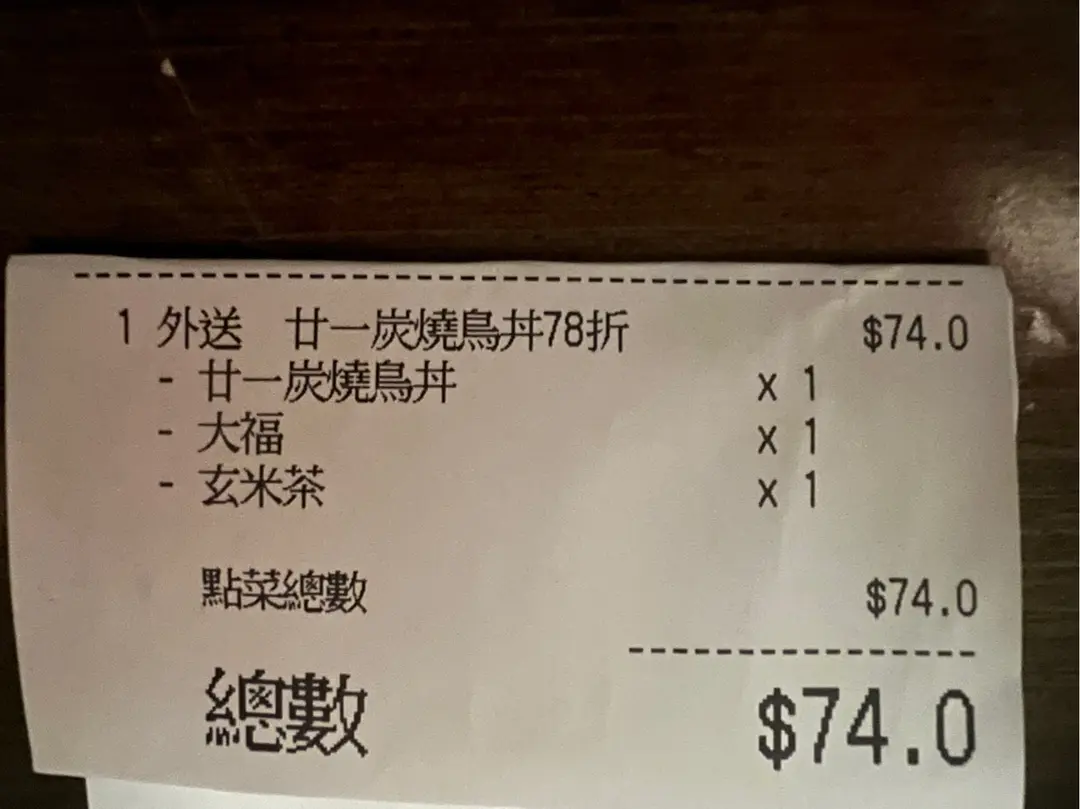 1 外送 廿一炭燒鳥丼78折 $74.0
- 廿一炭燒鳥丼 x 1
- 大福 x 1
- 玄米茶 x 1
點菜總數 $74.0
總數 $74.0